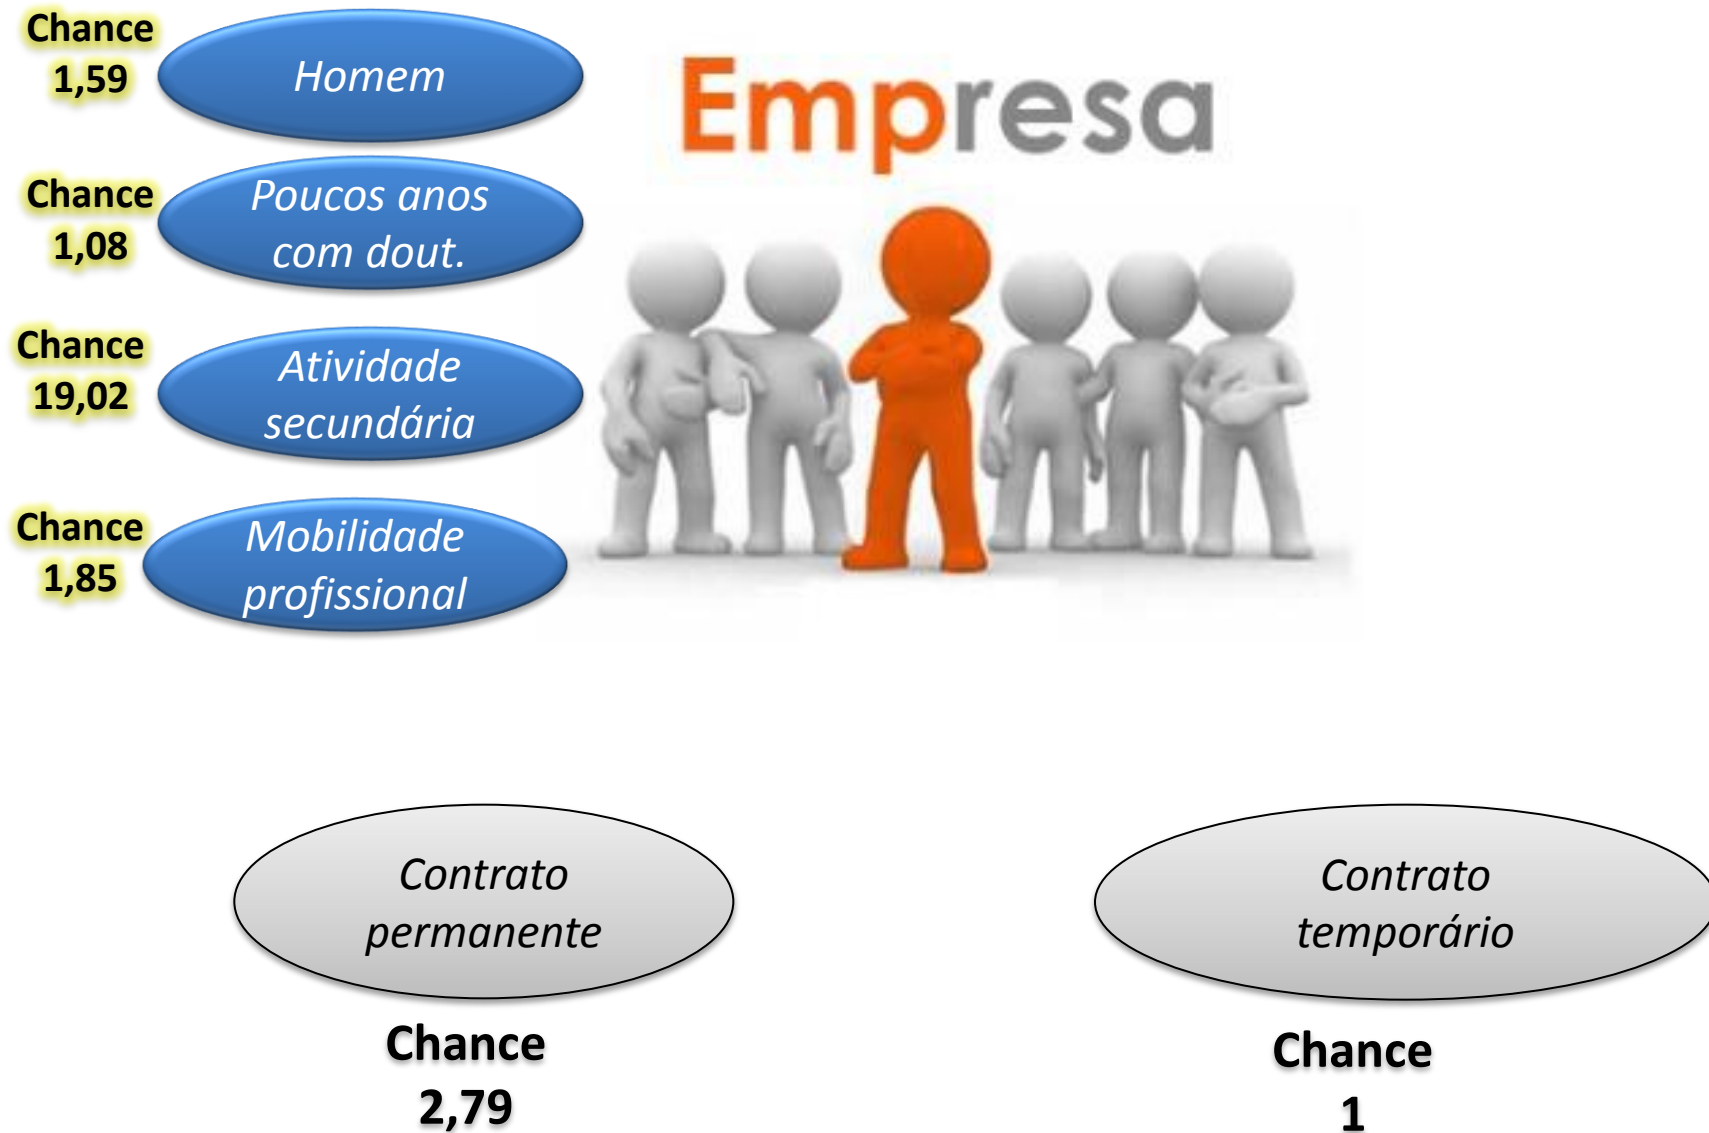 Chance
1,59
Homem
Empresa
Chance
1,08
Poucos anos
com dout.
Chance
19,02
Atividade
secundária
Chance
1,85
Mobilidade
profissional
Contrato
permanente
Chance
2,79
Contrato
temporário
Chance
1